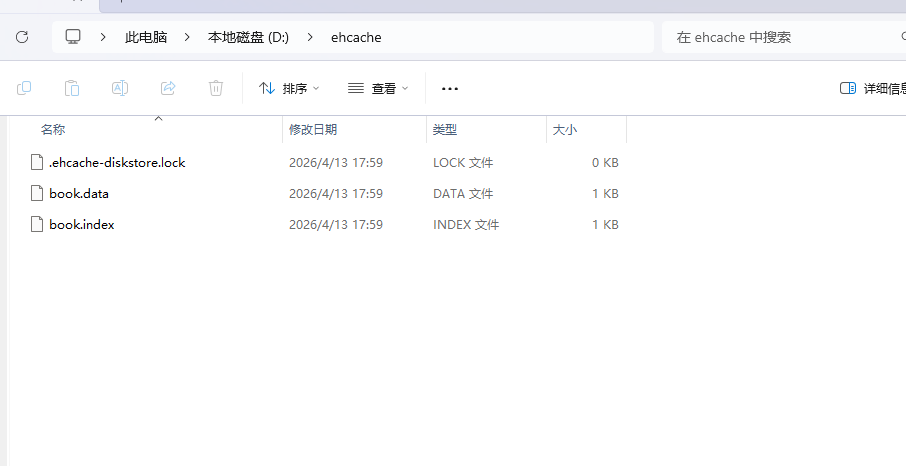 此电脑 > 本地磁盘 (D:) > ehcache
在 ehcache 中搜索
排序 查看 ... 详细信息
名称 修改日期 类型 大小
.ehcache-diskstore.lock 2026/4/13 17:59 LOCK 文件 0 KB
book.data 2026/4/13 17:59 DATA 文件 1 KB
book.index 2026/4/13 17:59 INDEX 文件 1 KB